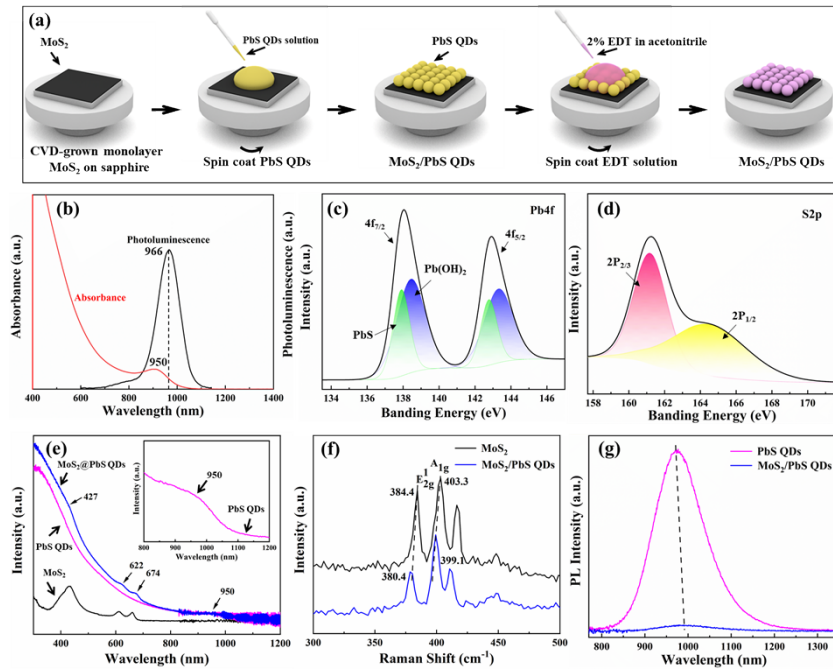 (a)
MoS2
PbS QDs solution
PbS QDs
2% EDT in acetonitrile
CVD-grown monolayer
MoS2 on sapphire
Spin coat PbS QDs
MoS2/PbS QDs
Spin coat EDT solution
MoS2/PbS QDs
(b)
Photoluminescence
966
Absorbance
950
Absorbance (a.u.)
Photoluminescence (a.u.)
400 600 800 1000 1200 1400
Wavelength (nm)
(c)
Pb4f
4f7/2
4f5/2
Pb(OH)2
PbS
Intensity (a.u.)
134 136 138 140 142 144 146
Banding Energy (eV)
(d)
S2p
2P2/3
2P1/2
Intensity (a.u.)
158 160 162 164 166 168 170
Banding Energy (eV)
(e)
MoS2@PbS QDs
427
PbS QDs
MoS2
622
674
950
Intensity (a.u.)
400 600 800 1000 1200
Wavelength (nm)
950
PbS QDs
Intensity (a.u.)
800 900 1000 1100 1200
Wavelength (nm)
(f)
MoS2
MoS2/PbS QDs
384.4
E12g
A1g
403.3
380.4
399.1
Intensity (a.u.)
300 350 400 450 500
Raman Shift (cm-1)
(g)
PbS QDs
MoS2/PbS QDs
PL Intensity (a.u.)
800 900 1000 1100 1200 1300
Wavelength (nm)